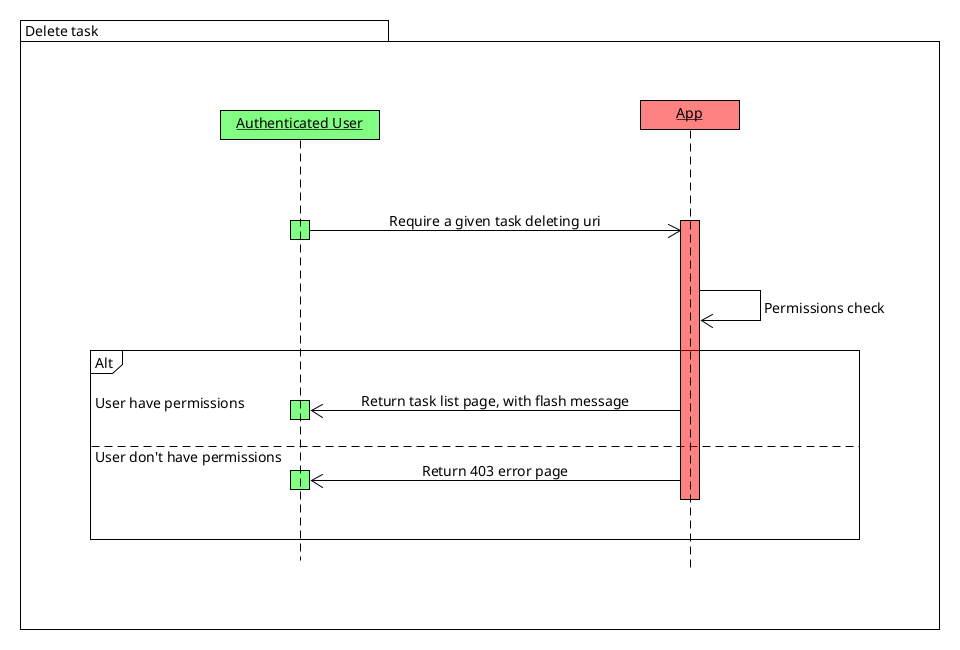 Delete task
Authenticated User
App
Require a given task deleting uri
Permissions check
Alt
User have permissions
Return task list page, with flash message
User don't have permissions
Return 403 error page